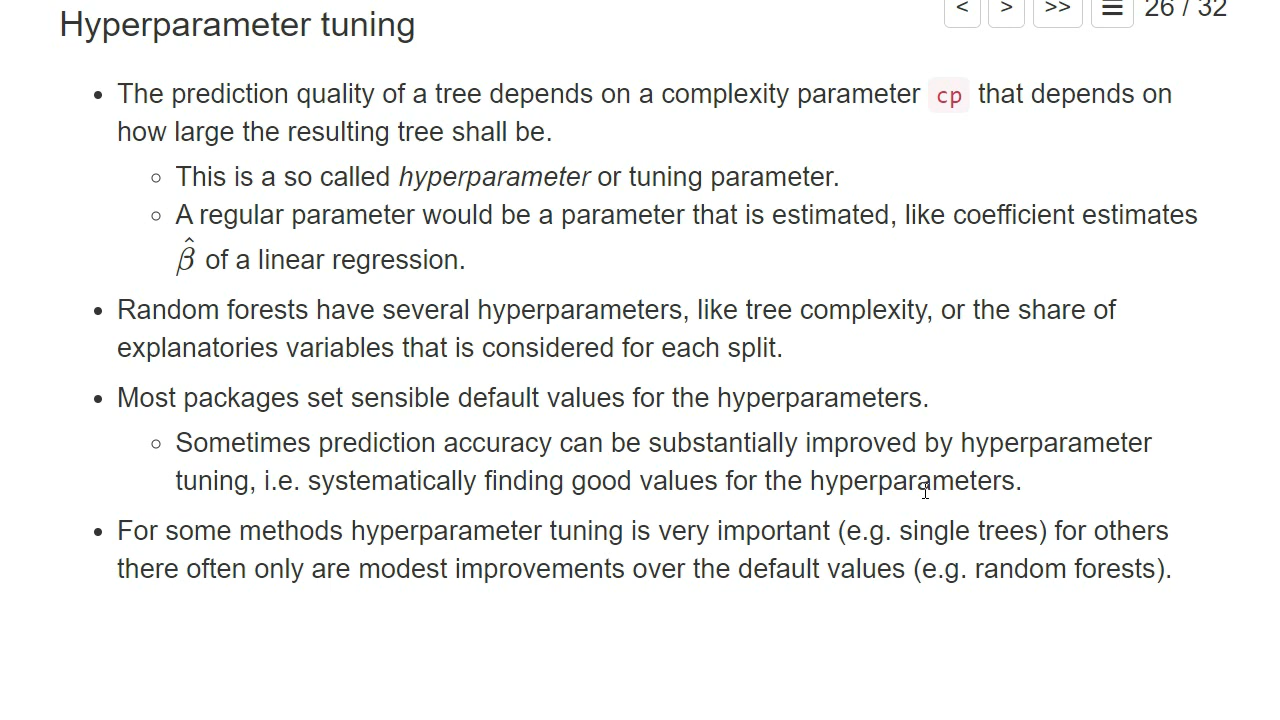 Hyperparameter tuning
< > >> ☰ 26 / 32
• The prediction quality of a tree depends on a complexity parameter cp that depends on
how large the resulting tree shall be.
◦ This is a so called hyperparameter or tuning parameter.
◦ A regular parameter would be a parameter that is estimated, like coefficient estimates
β̂ of a linear regression.
• Random forests have several hyperparameters, like tree complexity, or the share of
explanatories variables that is considered for each split.
• Most packages set sensible default values for the hyperparameters.
◦ Sometimes prediction accuracy can be substantially improved by hyperparameter
tuning, i.e. systematically finding good values for the hyperparameters.
• For some methods hyperparameter tuning is very important (e.g. single trees) for others
there often only are modest improvements over the default values (e.g. random forests).